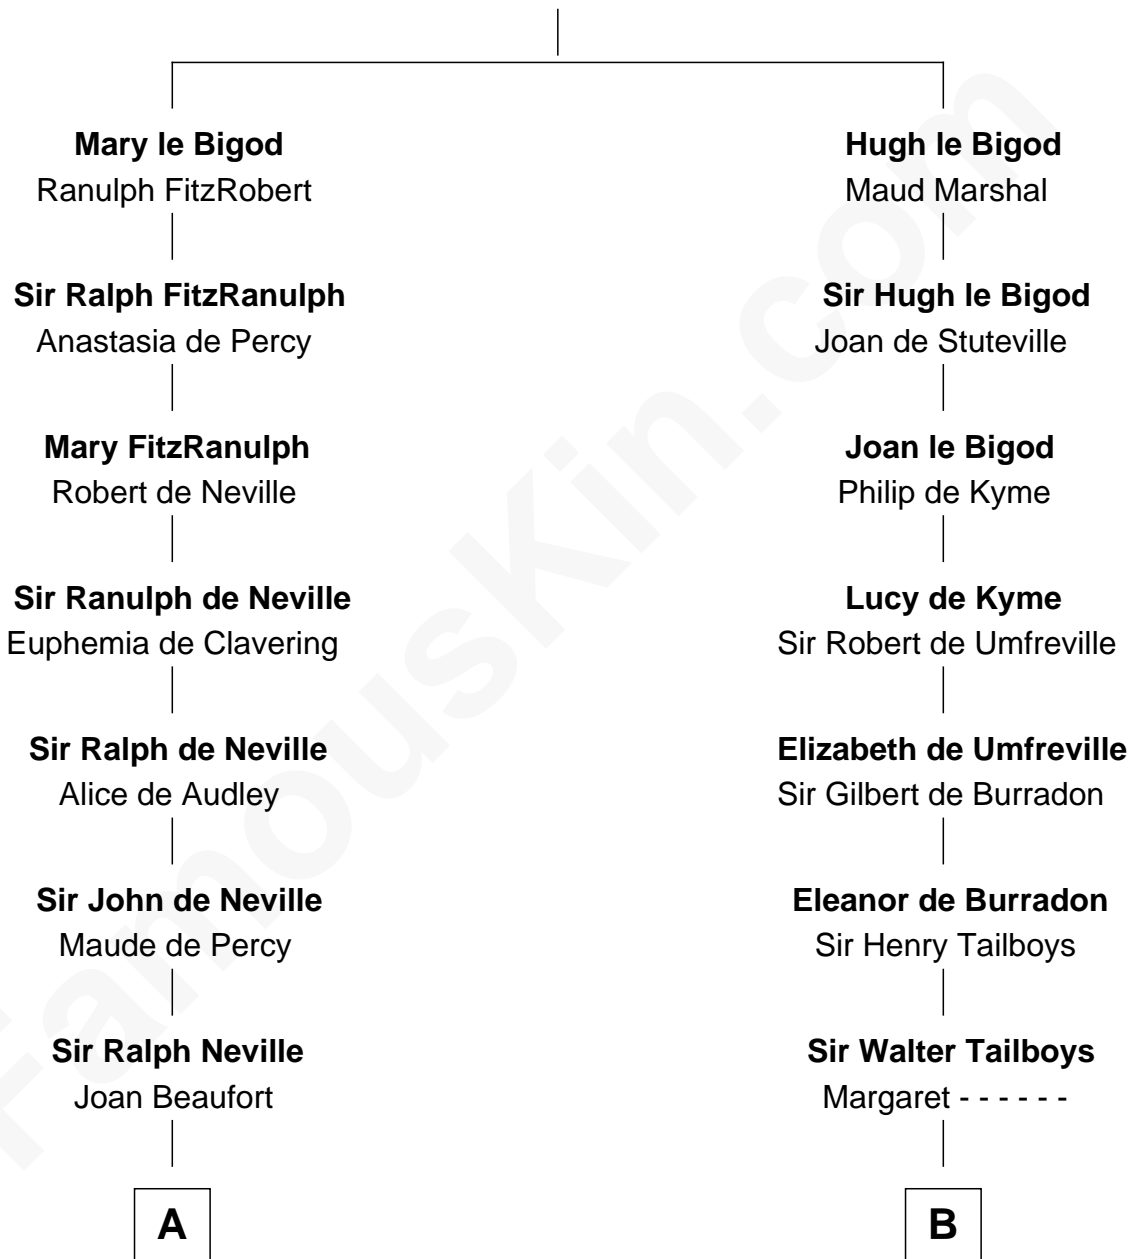 Mary le Bigod
Ranulph FitzRobert
Sir Ralph FitzRanulph
Anastasia de Percy
Mary FitzRanulph
Robert de Neville
Sir Ranulph de Neville
Euphemia de Clavering
Sir Ralph de Neville
Alice de Audley
Sir John de Neville
Maude de Percy
Sir Ralph Neville
Joan Beaufort
A
Hugh le Bigod
Maud Marshal
Sir Hugh le Bigod
Joan de Stuteville
Joan le Bigod
Philip de Kyme
Lucy de Kyme
Sir Robert de Umfreville
Elizabeth de Umfreville
Sir Gilbert de Burradon
Eleanor de Burradon
Sir Henry Tailboys
Sir Walter Tailboys
Margaret - - - - - -
B
FamousKin.com